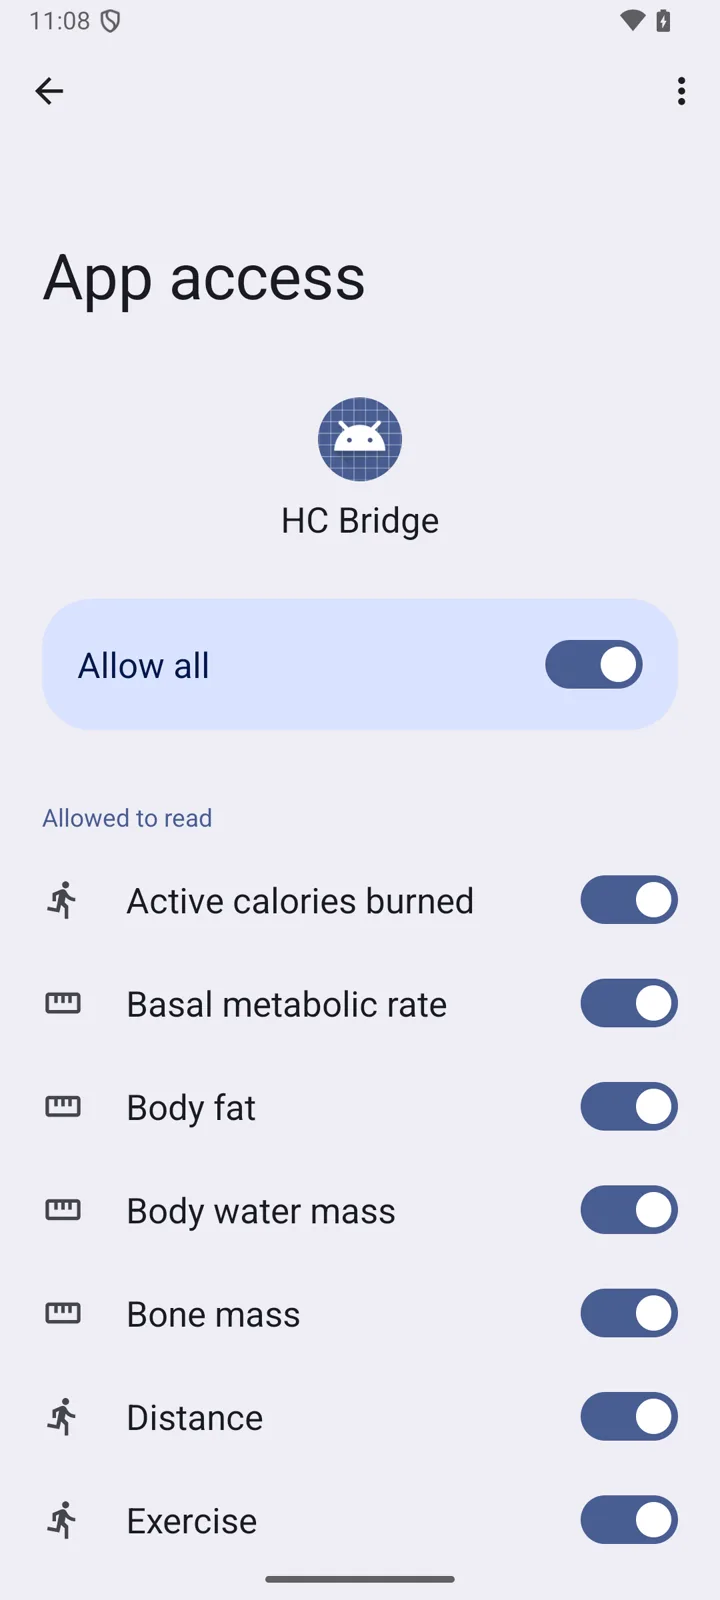 11:08
App access
HC Bridge
Allow all
Allowed to read
Active calories burned
Basal metabolic rate
Body fat
Body water mass
Bone mass
Distance
Exercise